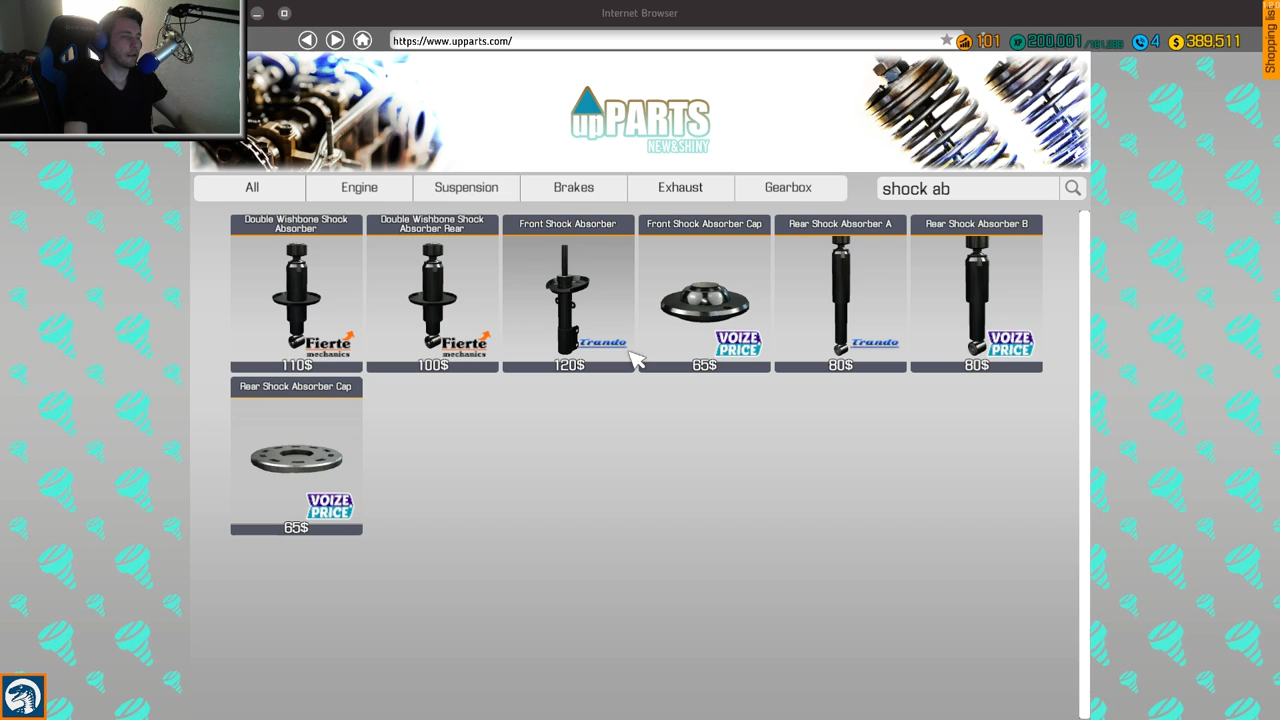 Internet Browser
https://www.upparts.com/
101
200.001
4
$ 389.511
Shopping list
upPARTS
NEW&SHINY
All
Engine
Suspension
Brakes
Exhaust
Gearbox
shock ab
Double Wishbone Shock Absorber
Fierte mechanics
110$
Double Wishbone Shock Absorber Rear
Fierte mechanics
100$
Front Shock Absorber
Trando
120$
Front Shock Absorber Cap
VOIZE PRICE
65$
Rear Shock Absorber A
Trando
80$
Rear Shock Absorber B
VOIZE PRICE
80$
Rear Shock Absorber Cap
VOIZE PRICE
65$